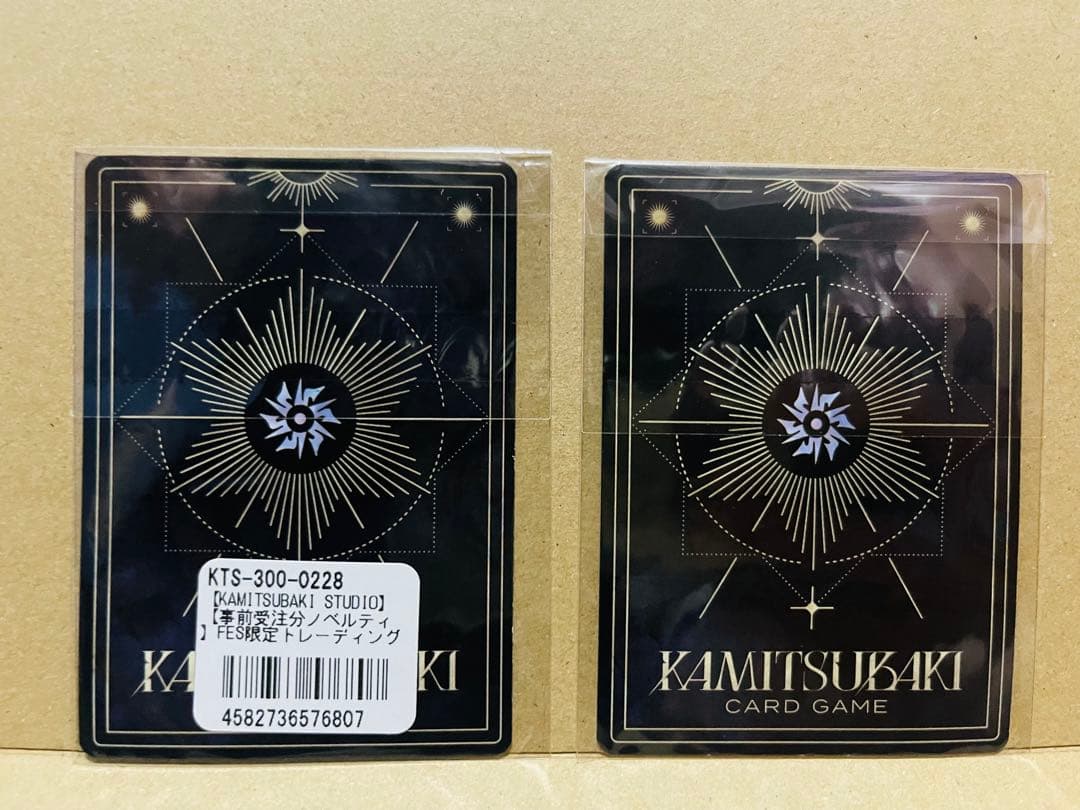 KTS-300-0228
【KAMITSUBAKI STUDIO】
【事前受注分ノベルティ
】FES限定トレーディング
4582736576807
KAMITSUBAKI
CARD GAME